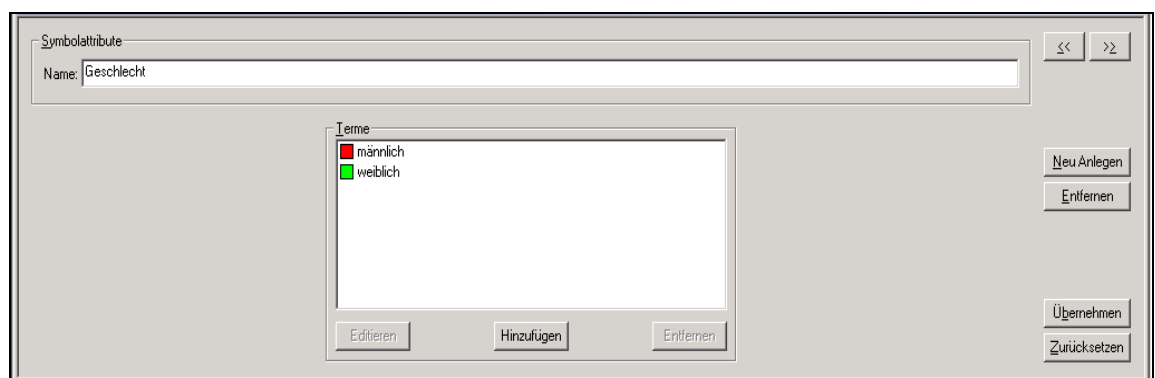 Symbolattribute
Name: Geschlecht
<< >>
Terme
männlich
weiblich
Neu Anlegen
Entfernen
Editieren Hinzufügen Entfernen
Übernehmen
Zurücksetzen